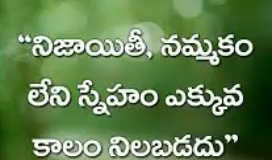 “నిజాయితీ, నమ్మకం
లేని స్నేహం ఎక్కువ
కాలం నిలబడదు”